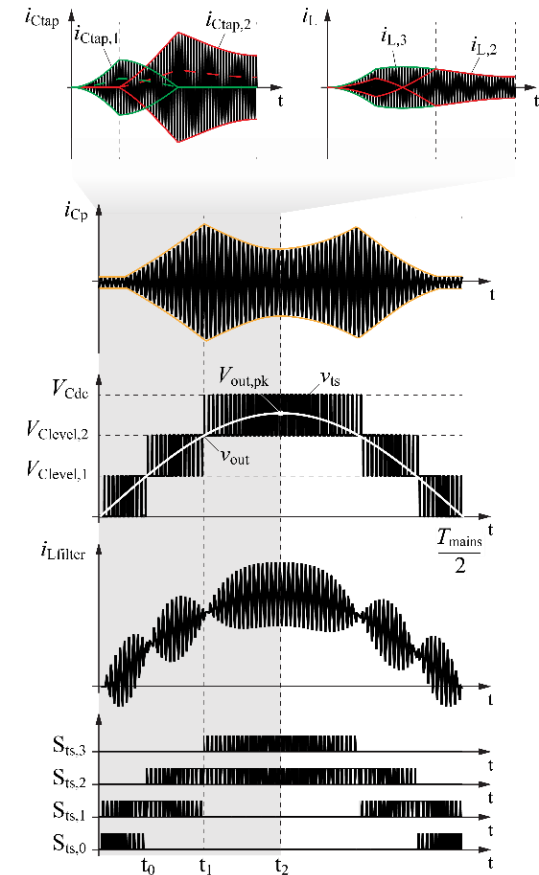 iCtap
iCtap,1
iCtap,2
t
iL
iL,3
iL,2
t
iCp
t
VCdc
Vout,pk
vts
VClevel,2
vout
VClevel,1
t
Tmains
2
iLfilter
t
Sts,3
t
Sts,2
t
Sts,1
t
Sts,0
t
t0
t1
t2